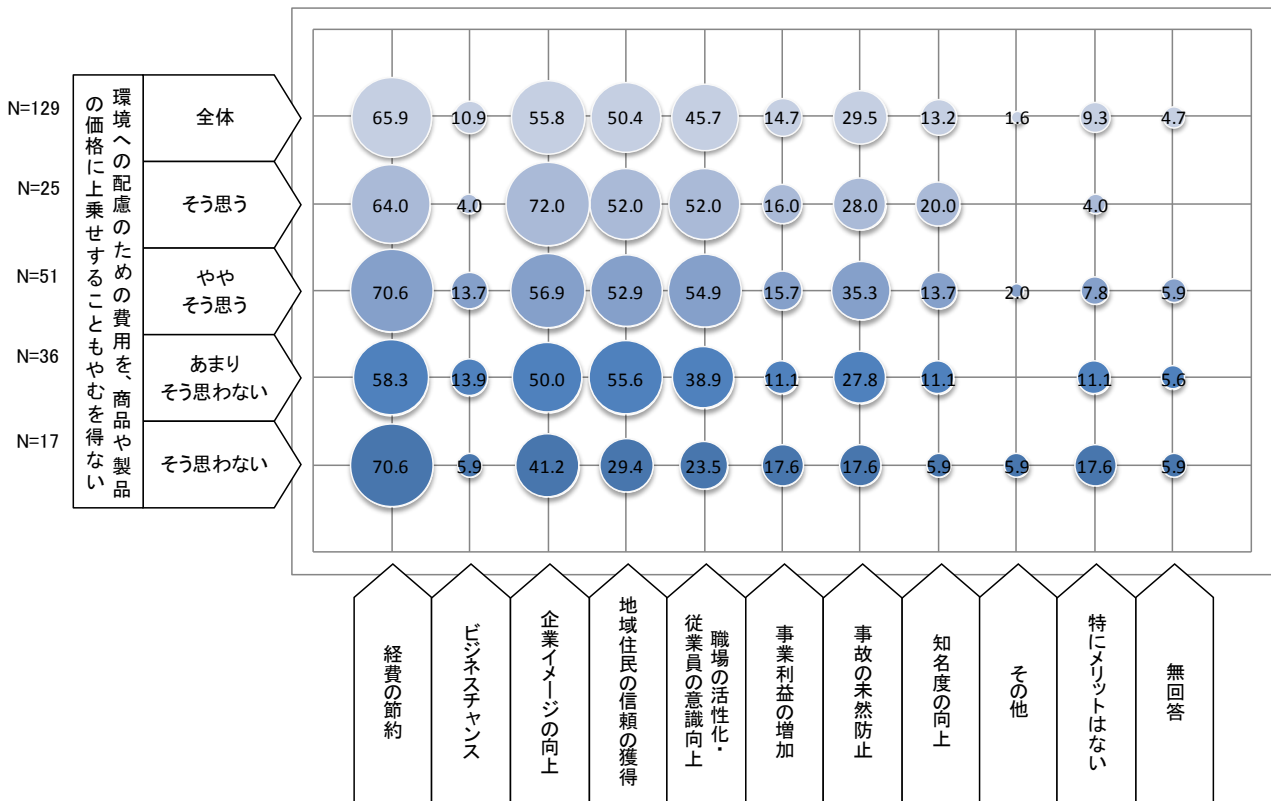 環境への配慮のための費用を、商品や製品
の価格に上乗せすることもやむを得ない
N=129
全体
65.9 10.9 55.8 50.4 45.7 14.7 29.5 13.2 1.6 9.3 4.7
N=25
そう思う
64.0 4.0 72.0 52.0 52.0 16.0 28.0 20.0 4.0
N=51
やや
そう思う
70.6 13.7 56.9 52.9 54.9 15.7 35.3 13.7 2.0 7.8 5.9
N=36
あまり
そう思わない
58.3 13.9 50.0 55.6 38.9 11.1 27.8 11.1 11.1 5.6
N=17
そう思わない
70.6 5.9 41.2 29.4 23.5 17.6 17.6 5.9 5.9 17.6 5.9
経費の節約
ビジネスチャンス
企業イメージの向上
地域住民の信頼の獲得
職場の活性化・
従業員の意識向上
事業利益の増加
事故の未然防止
知名度の向上
その他
特にメリットはない
無回答